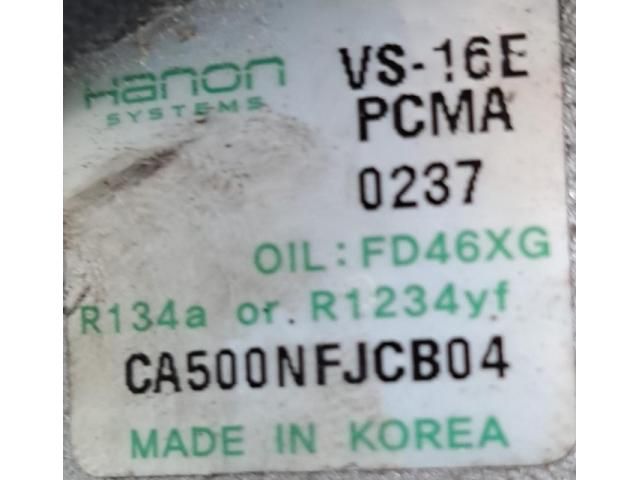 Hanon VS-16E
SYSTEMS PCMA
0237
OIL: FD46XG
R134a or R1234yf
CA500NFJCB04
MADE IN KOREA